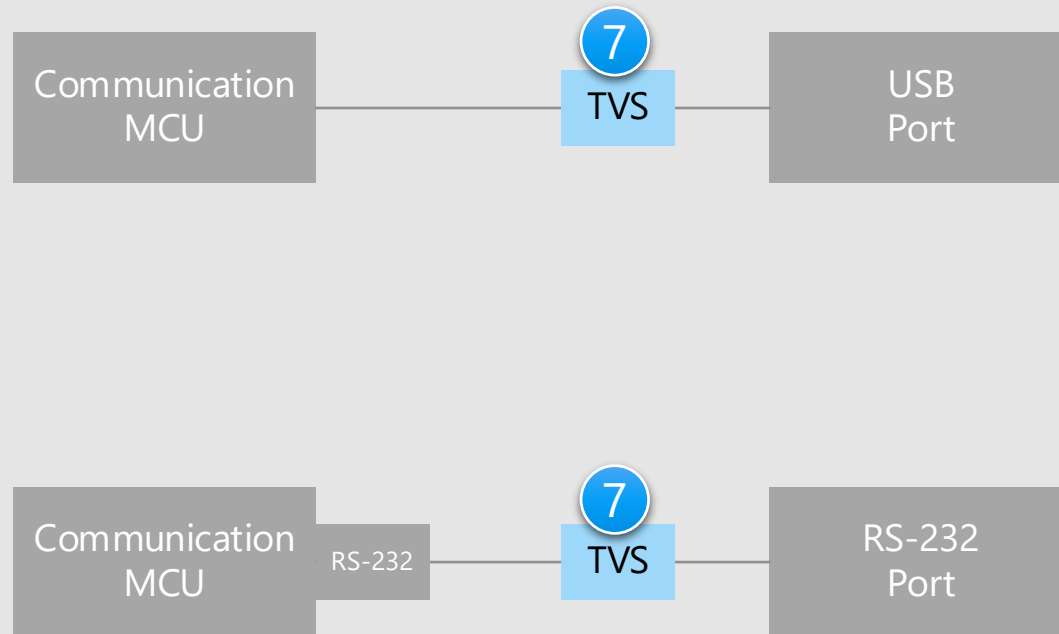 7
Communication
MCU
TVS
USB
Port
7
Communication
MCU
RS-232
TVS
RS-232
Port